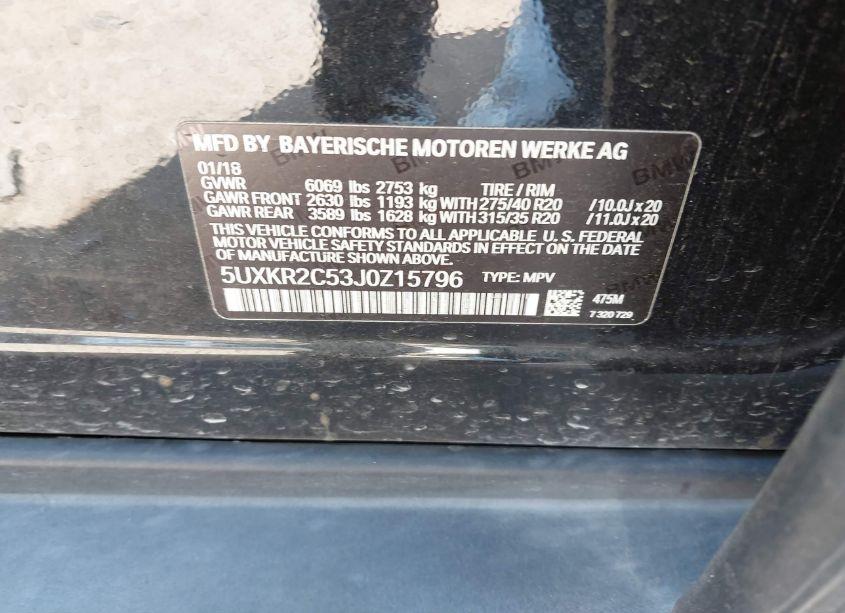 MFD BY BAYERISCHE MOTOREN WERKE AG
01/18
GVWR 6069 lbs 2753 kg TIRE / RIM
GAWR FRONT 2630 lbs 1193 kg WITH 275/40 R20 /10.0J x 20
GAWR REAR 3589 lbs 1628 kg WITH 315/35 R20 /11.0J x 20
THIS VEHICLE CONFORMS TO ALL APPLICABLE U. S. FEDERAL
MOTOR VEHICLE SAFETY STANDARDS IN EFFECT ON THE DATE
OF MANUFACTURE SHOWN ABOVE.
5UXKR2C53J0Z15796 TYPE: MPV
475M
7 320 729